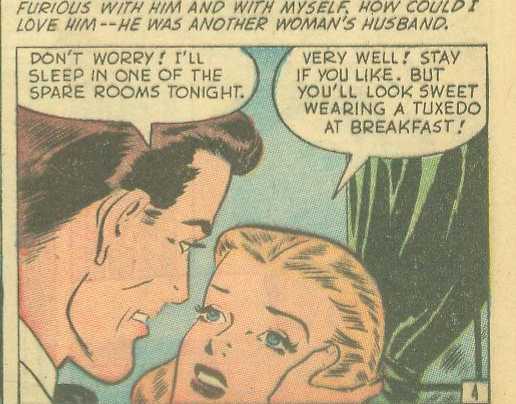 FURIOUS WITH HIM AND WITH MYSELF. HOW COULD I
LOVE HIM--HE WAS ANOTHER WOMAN'S HUSBAND.
DON'T WORRY! I'LL
SLEEP IN ONE OF THE
SPARE ROOMS TONIGHT.
VERY WELL! STAY
IF YOU LIKE. BUT
YOU'LL LOOK SWEET
WEARING A TUXEDO
AT BREAKFAST!
4